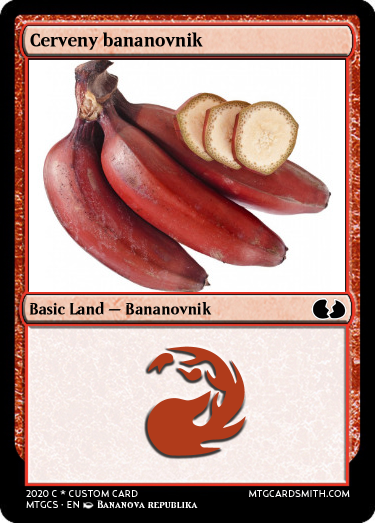 Cerveny bananovnik
Basic Land — Bananovnik
2020 C * CUSTOM CARD
MTGCARDSMITH.COM
MTGCS · EN BANANOVA REPUBLIKA